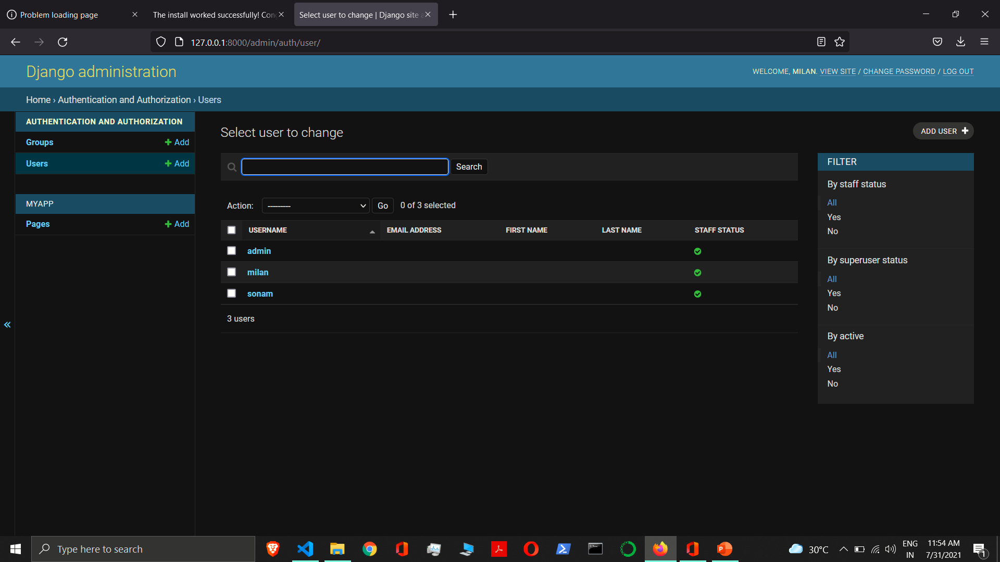 Problem loading page
The install worked successfully! Con
Select user to change | Django site a
127.0.0.1:8000/admin/auth/user/
Django administration
WELCOME, MILAN. VIEW SITE / CHANGE PASSWORD / LOG OUT
Home › Authentication and Authorization › Users
AUTHENTICATION AND AUTHORIZATION
Groups + Add
Users + Add
MYAPP
Pages + Add
«
Select user to change
ADD USER +
Search
Action: --------- Go 0 of 3 selected
USERNAME EMAIL ADDRESS FIRST NAME LAST NAME STAFF STATUS
admin
milan
sonam
3 users
FILTER
By staff status
All
Yes
No
By superuser status
All
Yes
No
By active
All
Yes
No
Type here to search
30°C
ENG
IN
11:54 AM
7/31/2021
1